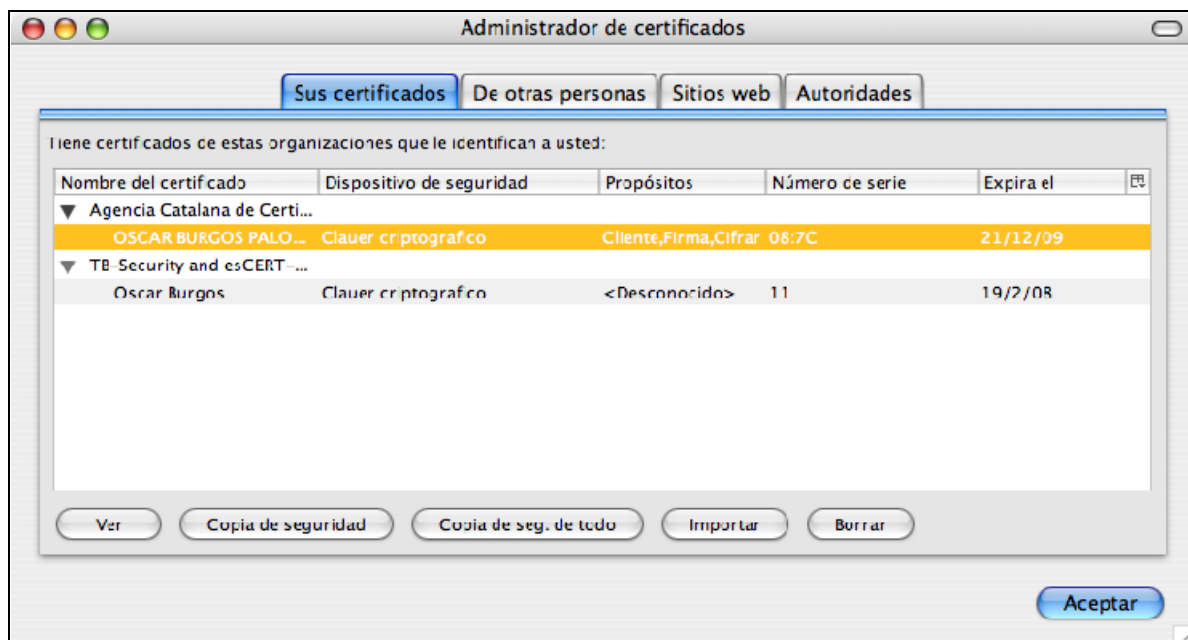 Administrador de certificados
Sus certificados De otras personas Sitios web Autoridades
Tiene certificados de estas organizaciones que le identifican a usted:
Nombre del certificado Dispositivo de seguridad Propósitos Número de serie Expira el
Agencia Catalana de Certi...
OSCAR BURGOS PALO... Clauer criptografico Cliente,Firma,Cifrar 08:7C 21/12/09
TB-Security and esCERT-...
Oscar Burgos Clauer criptografico <Desconocido> 11 19/2/08
Ver Copia de seguridad Copia de seg. de todo Importar Borrar
Aceptar